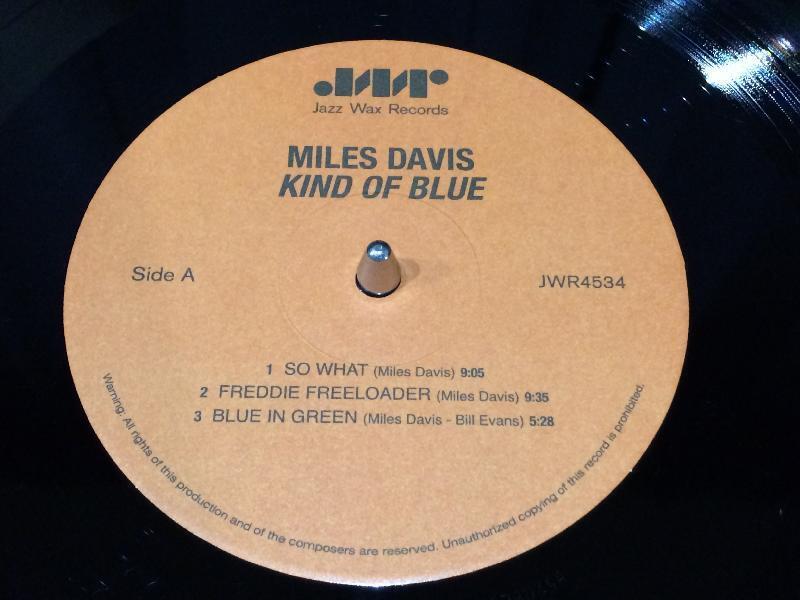 JWR
Jazz Wax Records
MILES DAVIS
KIND OF BLUE
Side A
JWR4534
1 SO WHAT (Miles Davis) 9:05
2 FREDDIE FREELOADER (Miles Davis) 9:35
3 BLUE IN GREEN (Miles Davis - Bill Evans) 5:28
Warning: All rights of this production and of the composers are reserved. Unauthorized copying of this record is prohibited.